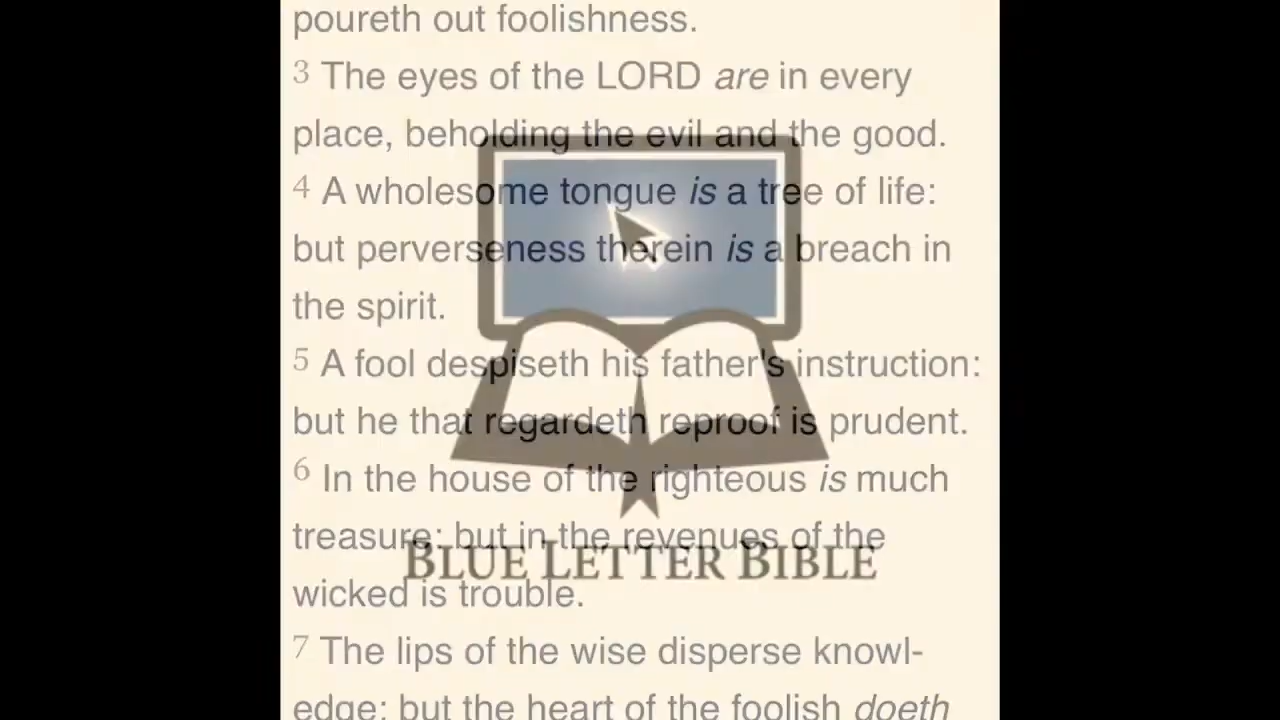 poureth out foolishness.
3 The eyes of the LORD are in every
place, beholding the evil and the good.
4 A wholesome tongue is a tree of life:
but perverseness therein is a breach in
the spirit.
5 A fool despiseth his father's instruction:
but he that regardeth reproof is prudent.
6 In the house of the righteous is much
treasure: but in the revenues of the
BLUE LETTER BIBLE
wicked is trouble.
7 The lips of the wise disperse knowl-
edge: but the heart of the foolish doeth